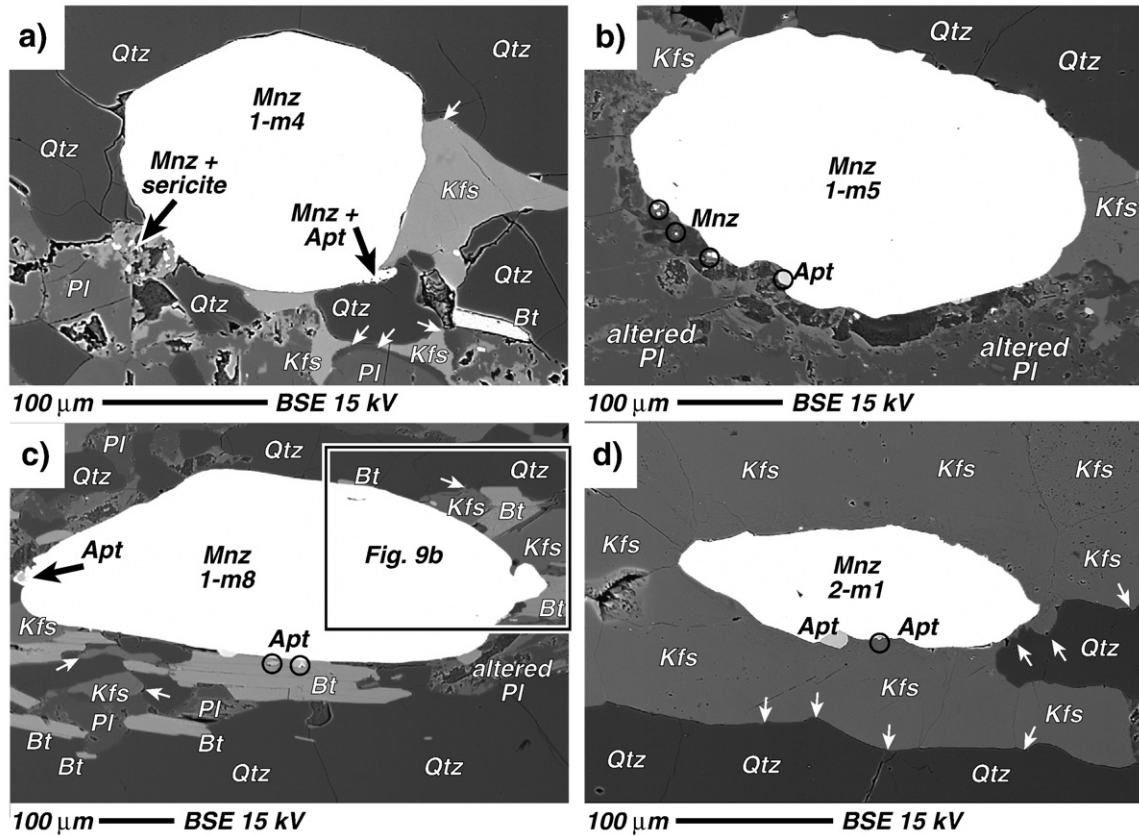 a)
Qtz
Qtz
Mnz
1-m4
Qtz
Mnz +
sericite
Kfs
Mnz +
Apt
Pl
Qtz
Qtz
Qtz
Bt
Kfs
Pl
Kfs
100 μm BSE 15 kV
b)
Kfs
Qtz
Qtz
Mnz
1-m5
Kfs
Mnz
Apt
altered
Pl
altered
Pl
100 μm BSE 15 kV
c)
Pl
Qtz
Qtz
Bt
Qtz
Kfs
Bt
Apt
Mnz
1-m8
Fig. 9b
Kfs
Bt
Kfs
Apt
altered
Pl
Bt
Kfs
Pl
Pl
Bt
Bt
Bt
Qtz
Qtz
100 μm BSE 15 kV
d)
Kfs
Kfs
Kfs
Kfs
Mnz
2-m1
Kfs
Apt
Apt
Qtz
Kfs
Kfs
Kfs
Qtz
Qtz
Qtz
100 μm BSE 15 kV